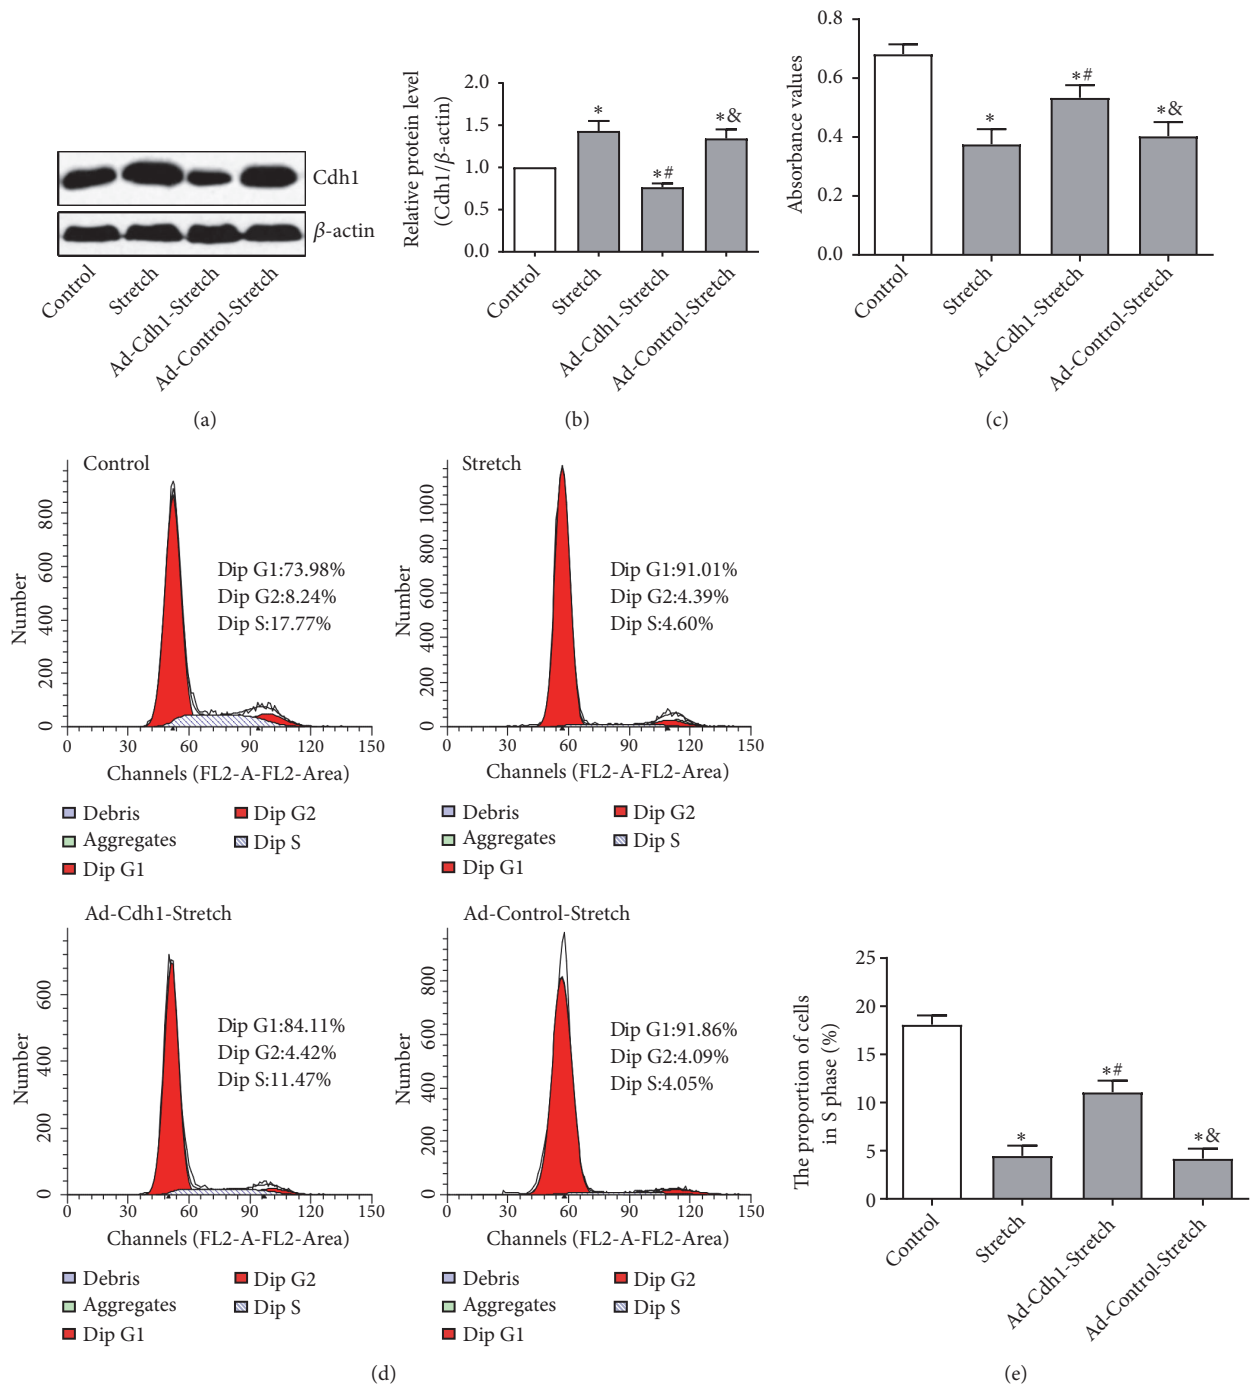 Cdh1
β-actin
Control
Stretch
Ad-Cdh1-Stretch
Ad-Control-Stretch
(a)
Relative protein level
(Cdh1/β-actin)
2.0
1.5
1.0
0.5
0.0
*
*#
*&
Control
Stretch
Ad-Cdh1-Stretch
Ad-Control-Stretch
(b)
Absorbance values
0.8
0.6
0.4
0.2
0.0
*
*#
*&
Control
Stretch
Ad-Cdh1-Stretch
Ad-Control-Stretch
(c)
Control
Number
800
600
400
200
0
Dip G1:73.98%
Dip G2:8.24%
Dip S:17.77%
0 30 60 90 120 150
Channels (FL2-A-FL2-Area)
Debris
Aggregates
Dip G1
Dip G2
Dip S
Stretch
Number
1000
800
600
400
200
0
Dip G1:91.01%
Dip G2:4.39%
Dip S:4.60%
0 30 60 90 120 150
Channels (FL2-A-FL2-Area)
Debris
Aggregates
Dip G1
Dip G2
Dip S
Ad-Cdh1-Stretch
Number
600
400
200
0
Dip G1:84.11%
Dip G2:4.42%
Dip S:11.47%
0 30 60 90 120 150
Channels (FL2-A-FL2-Area)
Debris
Aggregates
Dip G1
Dip G2
Dip S
Ad-Control-Stretch
Number
800
600
400
200
0
Dip G1:91.86%
Dip G2:4.09%
Dip S:4.05%
0 30 60 90 120 150
Channels (FL2-A-FL2-Area)
Debris
Aggregates
Dip G1
Dip G2
Dip S
(d)
The proportion of cells
in S phase (%)
25
20
15
10
5
0
*
*#
*&
Control
Stretch
Ad-Cdh1-Stretch
Ad-Control-Stretch
(e)